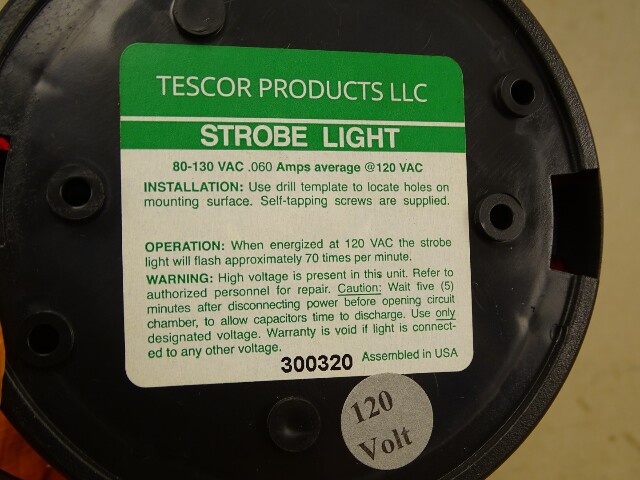 TESCOR PRODUCTS LLC
STROBE LIGHT
80-130 VAC .060 Amps average @120 VAC
INSTALLATION: Use drill template to locate holes on
mounting surface. Self-tapping screws are supplied.
OPERATION: When energized at 120 VAC the strobe
light will flash approximately 70 times per minute.
WARNING: High voltage is present in this unit. Refer to
authorized personnel for repair. Caution: Wait five (5)
minutes after disconnecting power before opening circuit
chamber, to allow capacitors time to discharge. Use only
designated voltage. Warranty is void if light is connect-
ed to any other voltage.
300320 Assembled in USA
120
Volt